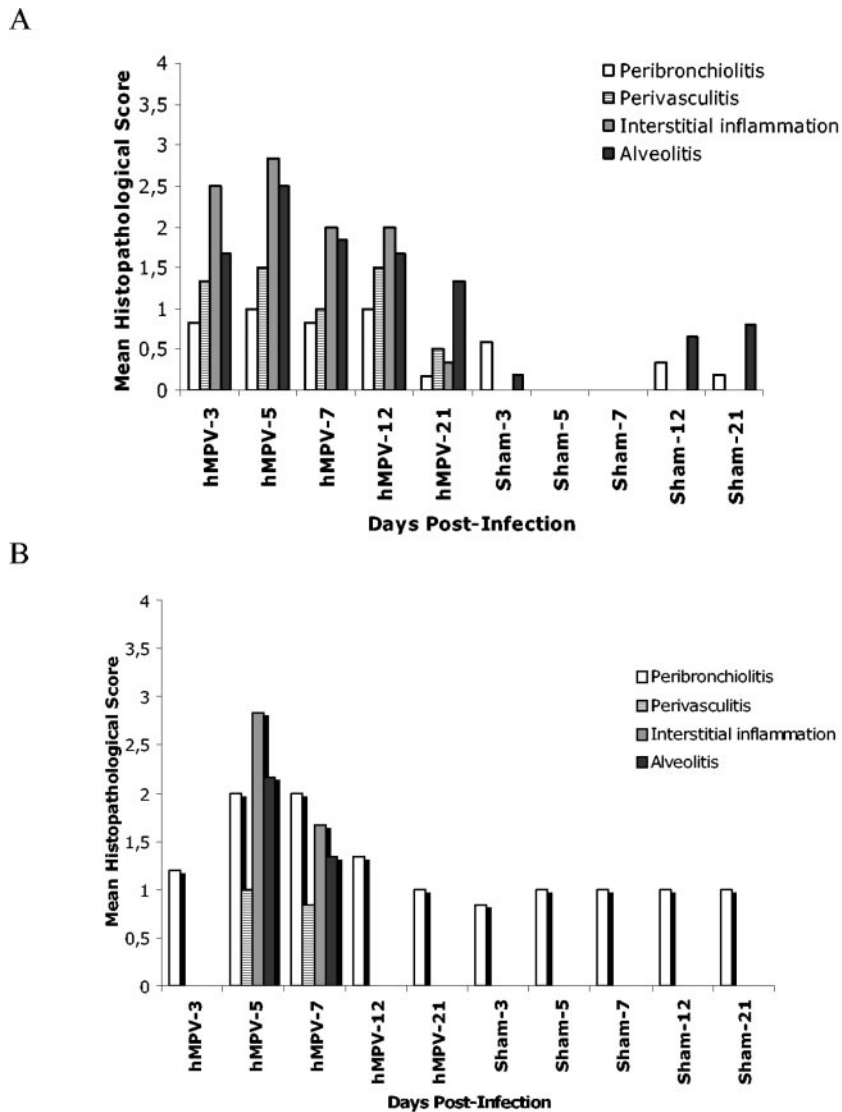 A
Mean Histopathological Score
4
3,5
3
2,5
2
1,5
1
0,5
0
Peribronchiolitis
Perivasculitis
Interstitial inflammation
Alveolitis
hMPV-3
hMPV-5
hMPV-7
hMPV-12
hMPV-21
Sham-3
Sham-5
Sham-7
Sham-12
Sham-21
Days Post-Infection
B
Mean Histopathological Score
4
3,5
3
2,5
2
1,5
1
0,5
0
Peribronchiolitis
Perivasculitis
Interstitial inflammation
Alveolitis
hMPV-3
hMPV-5
hMPV-7
hMPV-12
hMPV-21
Sham-3
Sham-5
Sham-7
Sham-12
Sham-21
Days Post-Infection